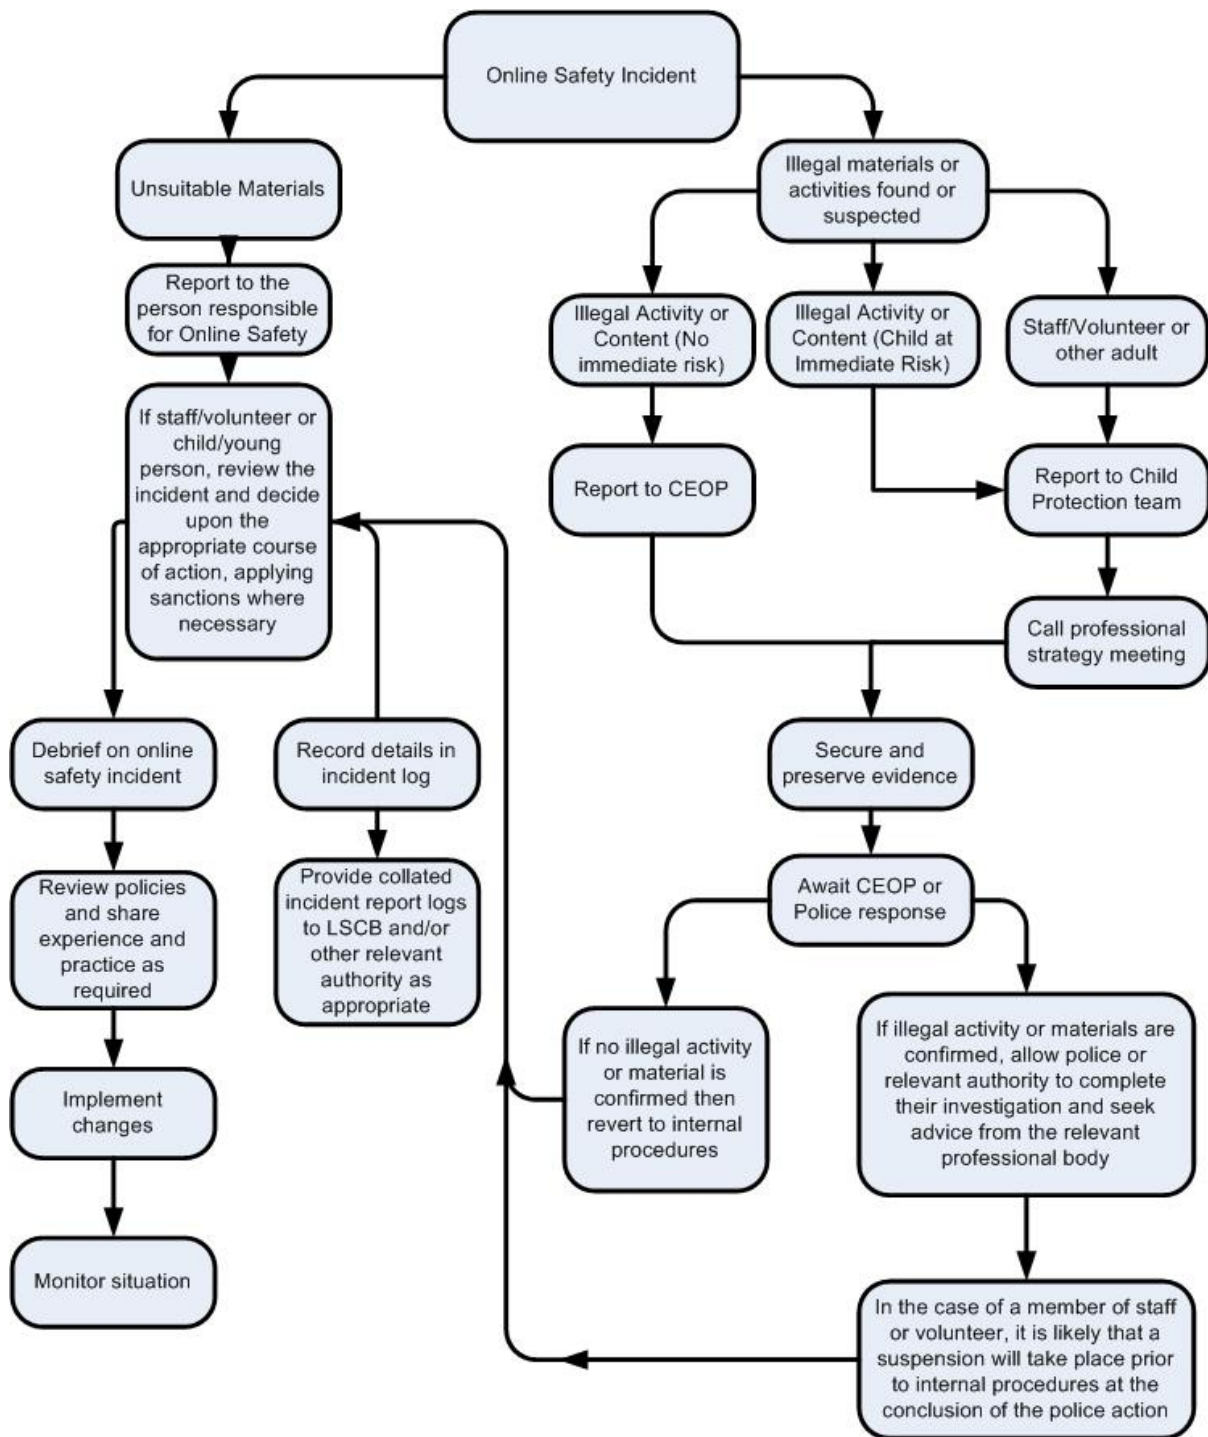 Online Safety Incident
Unsuitable Materials
Illegal materials or
activities found or
suspected
Report to the
person responsible
for Online Safety
Illegal Activity or
Content (No
immediate risk)
Illegal Activity or
Content (Child at
Immediate Risk)
Staff/Volunteer or
other adult
If staff/volunteer or
child/young
person, review the
incident and decide
upon the
appropriate course
of action, applying
sanctions where
necessary
Report to CEOP
Report to Child
Protection team
Call professional
strategy meeting
Debrief on online
safety incident
Record details in
incident log
Secure and
preserve evidence
Review policies
and share
experience and
practice as
required
Provide collated
incident report logs
to LSCB and/or
other relevant
authority as
appropriate
Await CEOP or
Police response
If no illegal activity
or material is
confirmed then
revert to internal
procedures
If illegal activity or materials are
confirmed, allow police or
relevant authority to complete
their investigation and seek
advice from the relevant
professional body
Implement
changes
Monitor situation
In the case of a member of staff
or volunteer, it is likely that a
suspension will take place prior
to internal procedures at the
conclusion of the police action